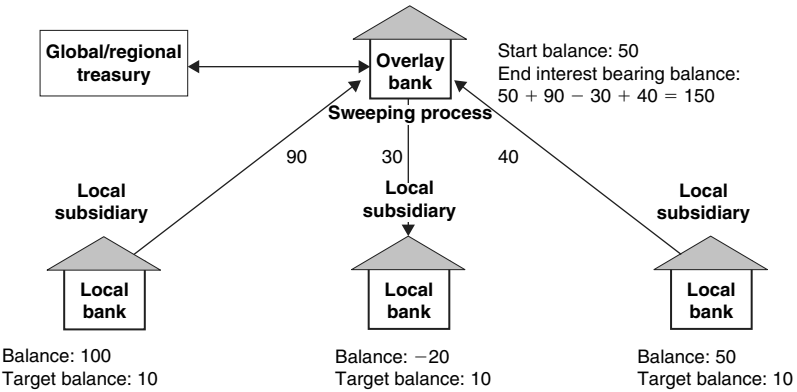 Global/regional
treasury
Overlay
bank
Start balance: 50
End interest bearing balance:
50 + 90 − 30 + 40 = 150
Sweeping process
90
30
40
Local
subsidiary
Local
subsidiary
Local
subsidiary
Local
bank
Local
bank
Local
bank
Balance: 100
Target balance: 10
Balance: −20
Target balance: 10
Balance: 50
Target balance: 10